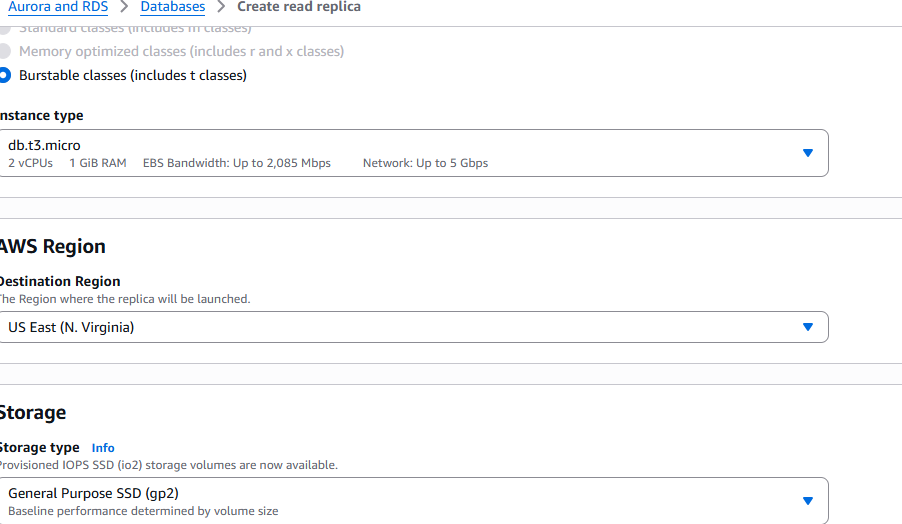 Aurora and RDS > Databases > Create read replica
Standard classes (includes m classes)
Memory optimized classes (includes r and x classes)
Burstable classes (includes t classes)
nstance type
db.t3.micro
2 vCPUs 1 GiB RAM EBS Bandwidth: Up to 2,085 Mbps Network: Up to 5 Gbps
AWS Region
Destination Region
The Region where the replica will be launched.
US East (N. Virginia)
Storage
Storage type Info
Provisioned IOPS SSD (io2) storage volumes are now available.
General Purpose SSD (gp2)
Baseline performance determined by volume size